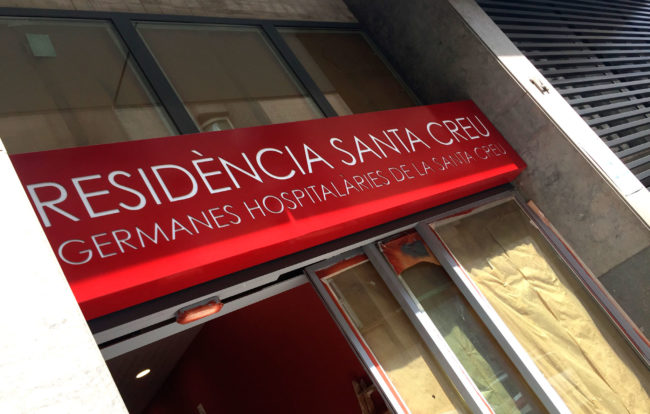 RESIDÈNCIA SANTA CREU
GERMANES HOSPITALÀRIES DE LA SANTA CREU